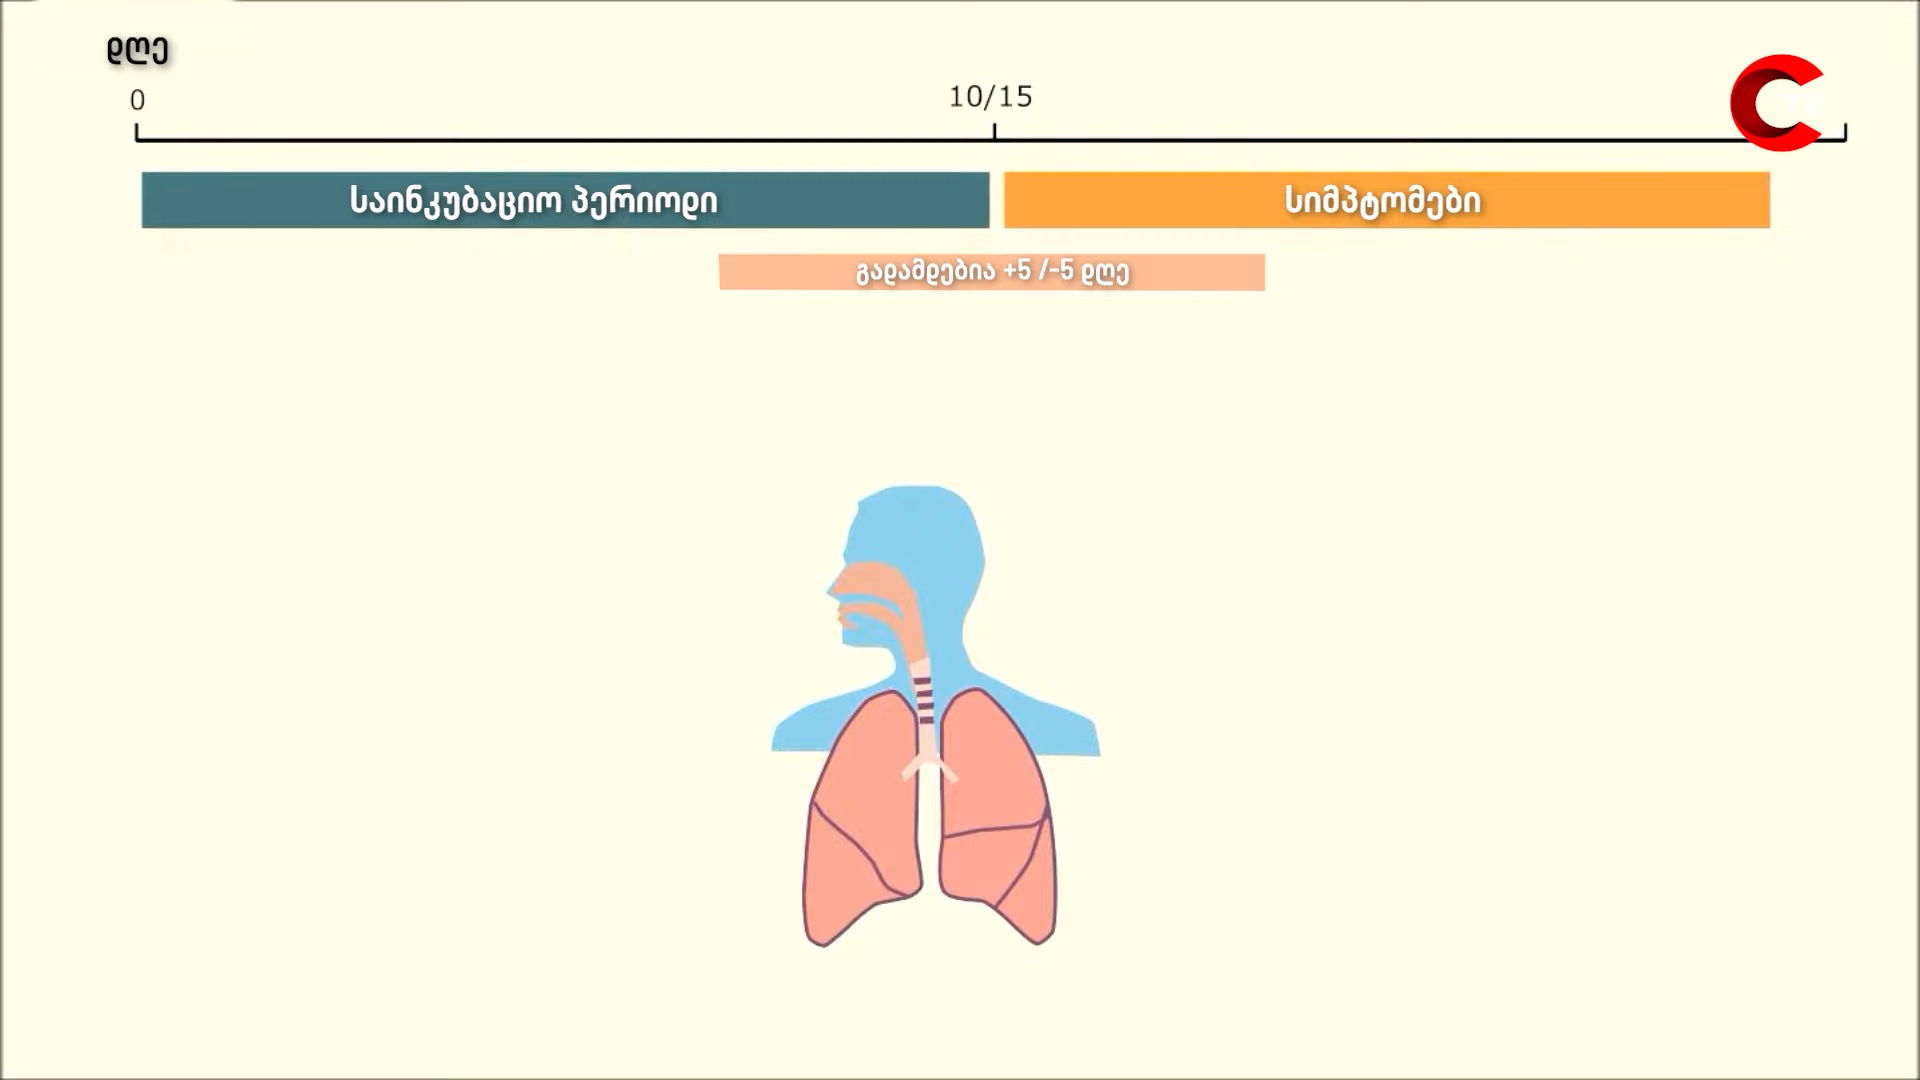 დღე
0
10/15
საინკუბაციო პერიოდი
სიმპტომები
გადამდებია +5 /-5 დღე